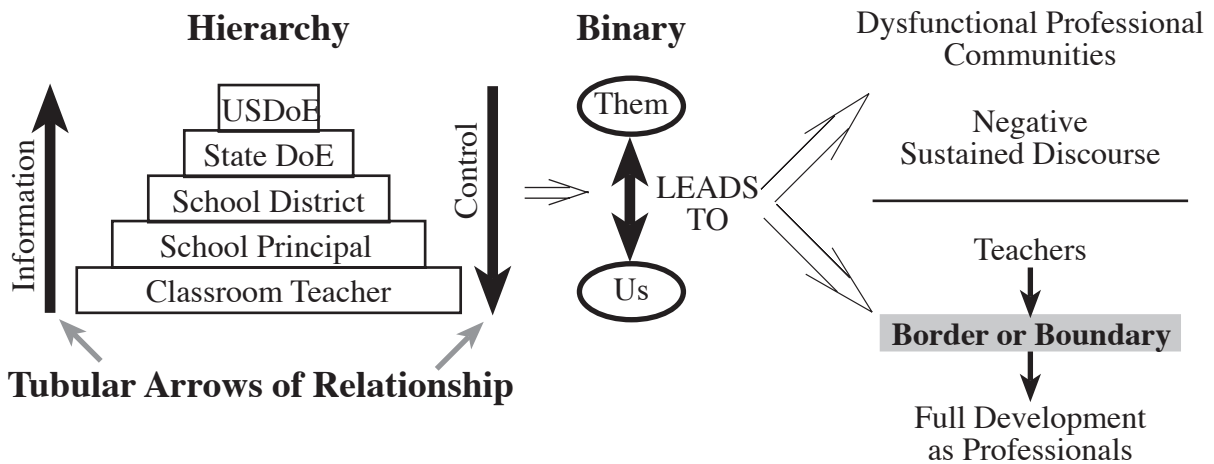 Hierarchy
Information
USDoE
State DoE
School District
School Principal
Classroom Teacher
Control
Tubular Arrows of Relationship
Binary
Them
Us
LEADS
TO
Dysfunctional Professional
Communities
Negative
Sustained Discourse
Teachers
Border or Boundary
Full Development
as Professionals